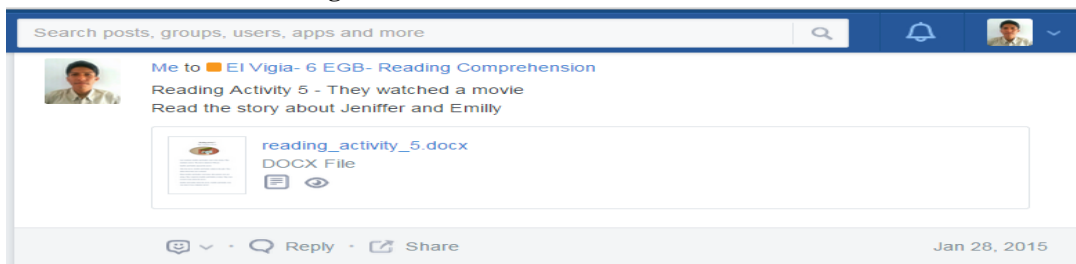 Search posts, groups, users, apps and more
Me to El Vigia- 6 EGB- Reading Comprehension
Reading Activity 5 - They watched a movie
Read the story about Jeniffer and Emilly
reading_activity_5.docx
DOCX File
Reply · Share
Jan 28, 2015